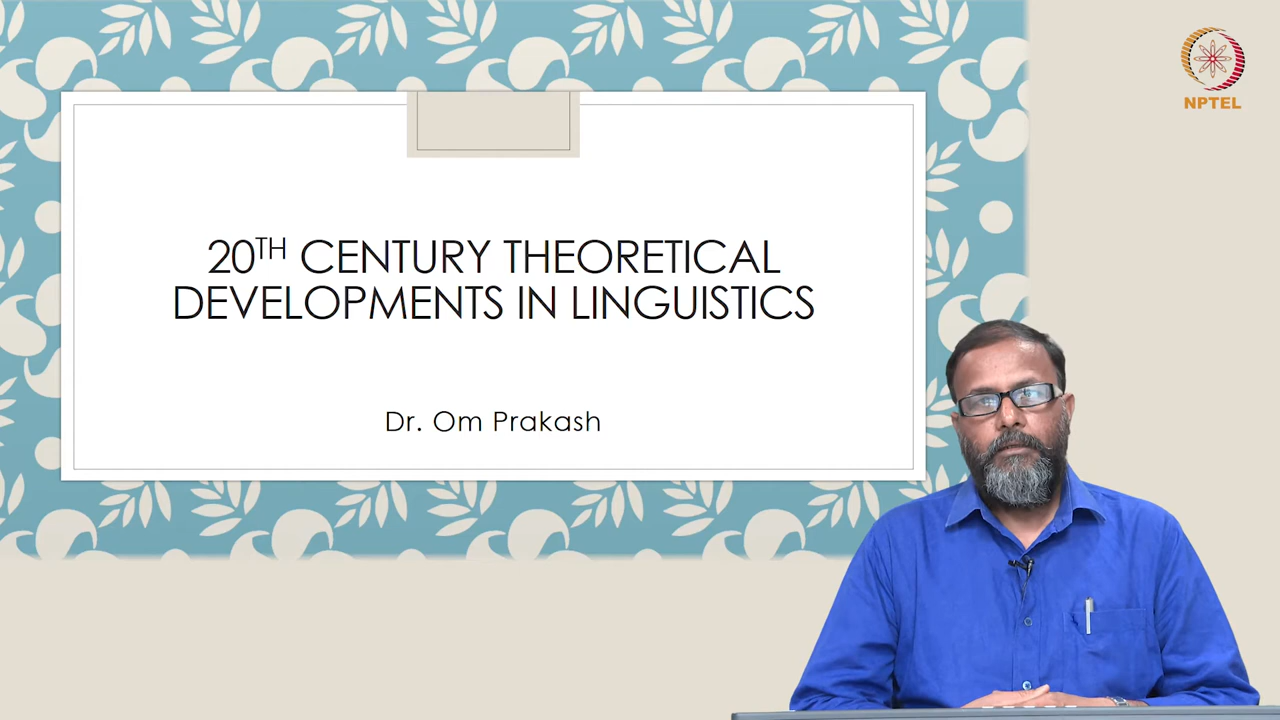 20TH CENTURY THEORETICAL
DEVELOPMENTS IN LINGUISTICS
Dr. Om Prakash
NPTEL